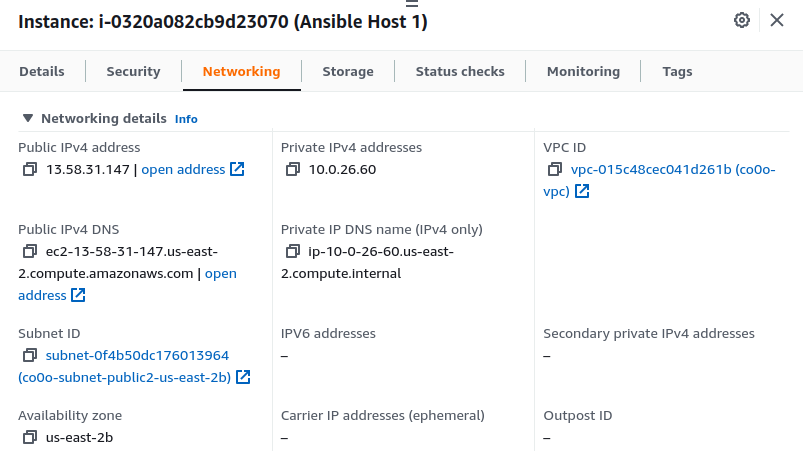 Instance: i-0320a082cb9d23070 (Ansible Host 1)
Details
Security
Networking
Storage
Status checks
Monitoring
Tags
Networking details Info
Public IPv4 address
13.58.31.147 | open address
Private IPv4 addresses
10.0.26.60
VPC ID
vpc-015c48cec041d261b (co0o-
vpc)
Public IPv4 DNS
ec2-13-58-31-147.us-east-
2.compute.amazonaws.com | open
address
Private IP DNS name (IPv4 only)
ip-10-0-26-60.us-east-
2.compute.internal
Subnet ID
subnet-0f4b50dc176013964
(co0o-subnet-public2-us-east-2b)
IPV6 addresses
–
Secondary private IPv4 addresses
–
Availability zone
us-east-2b
Carrier IP addresses (ephemeral)
–
Outpost ID
–